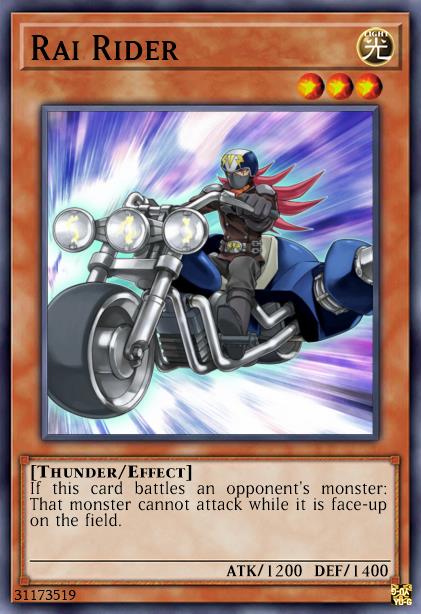 RAI RIDER
LIGHT
光
[THUNDER/EFFECT]
If this card battles an opponent's monster:
That monster cannot attack while it is face-up
on the field.
ATK/1200 DEF/1400
31173519